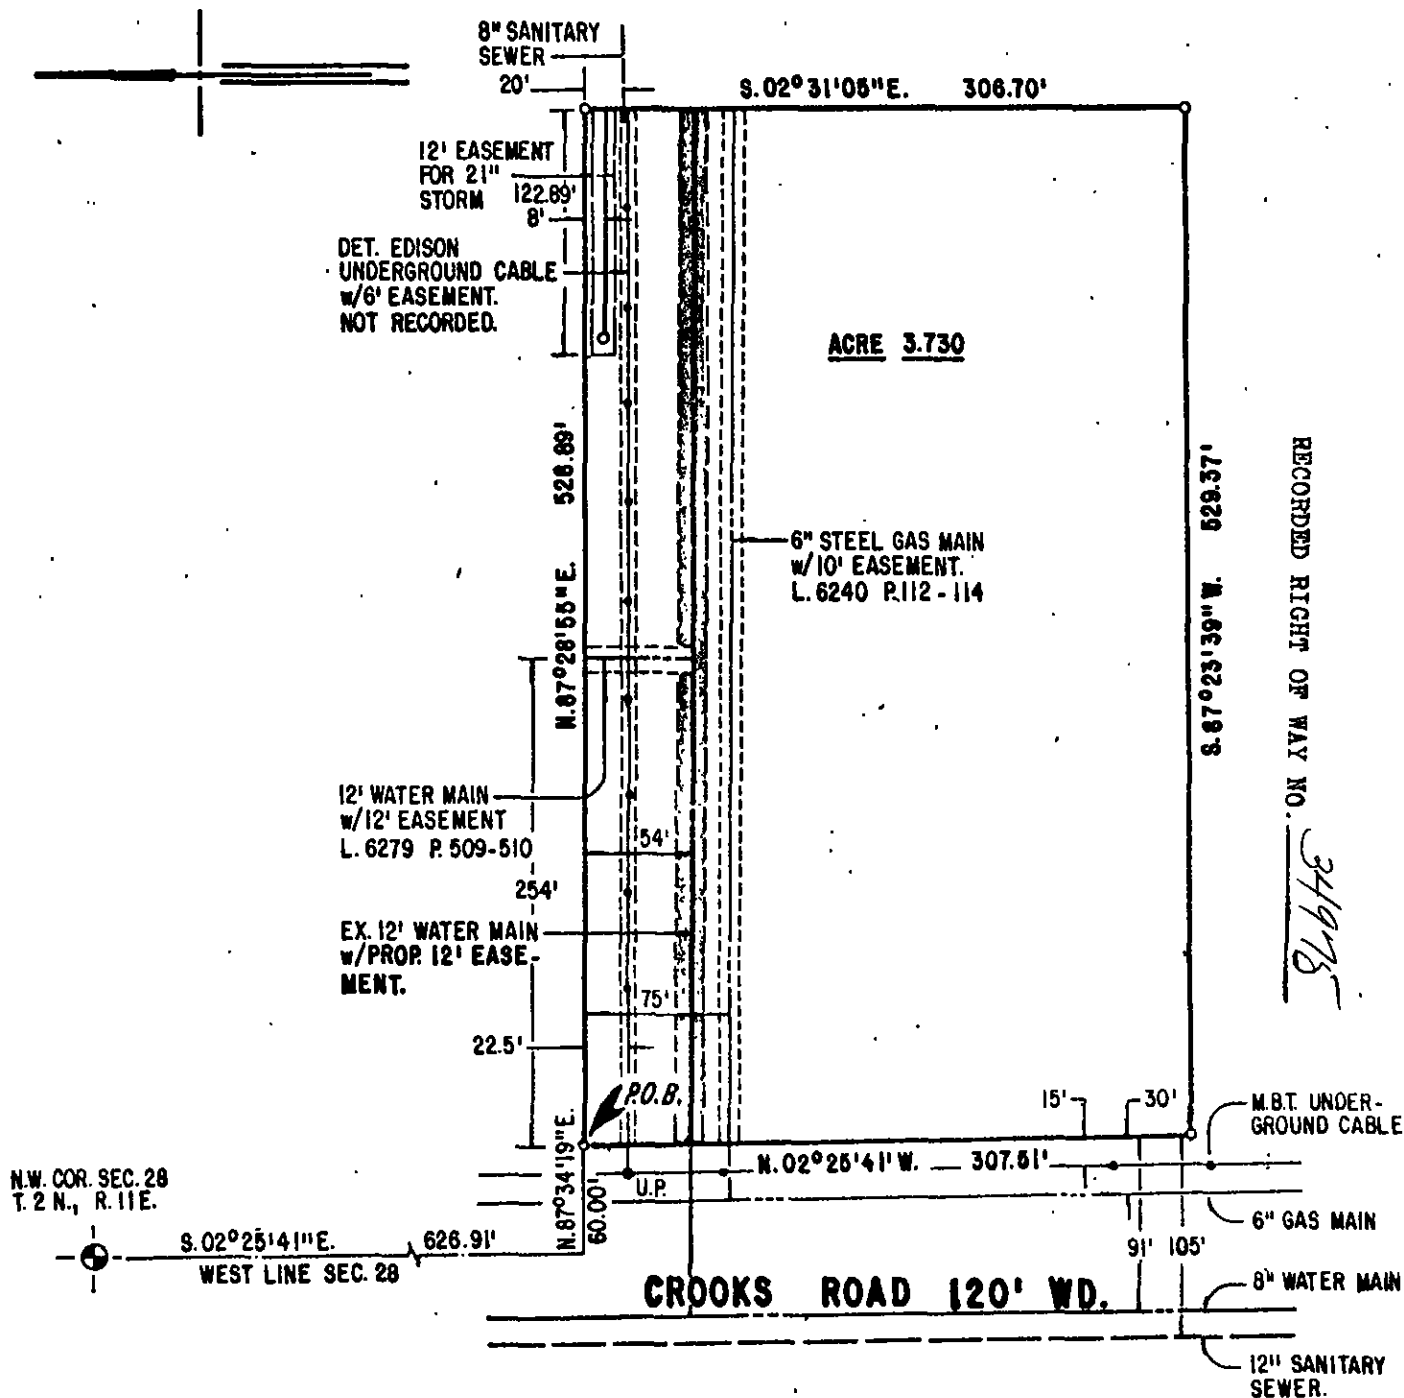 8" SANITARY
SEWER
20'
S.02°31'05"E. 306.70'
12' EASEMENT
FOR 21"
STORM
122.89'
8'
DET. EDISON
UNDERGROUND CABLE
w/6' EASEMENT.
NOT RECORDED.
ACRE 3.730
N.87°28'55"E. 526.89'
S.87°23'39"W. 529.37'
RECORDED RIGHT OF WAY NO. 34975
6" STEEL GAS MAIN
w/10' EASEMENT.
L. 6240 P.112 - 114
12' WATER MAIN
w/12' EASEMENT
L. 6279 P. 509-510
54'
254'
EX. 12' WATER MAIN
w/PROP. 12' EASE-
MENT.
75'
22.5'
P.O.B.
15'
30'
M.B.T. UNDER-
GROUND CABLE
N.02°25'41"W. 307.51'
U.P.
N.87°34'19"E.
60.00'
N.W. COR. SEC. 28
T. 2 N., R. 11 E.
S.02°25'41"E. 626.91'
WEST LINE SEC. 28
6" GAS MAIN
91' 105'
CROOKS ROAD 120' WD.
8" WATER MAIN
12" SANITARY
SEWER.